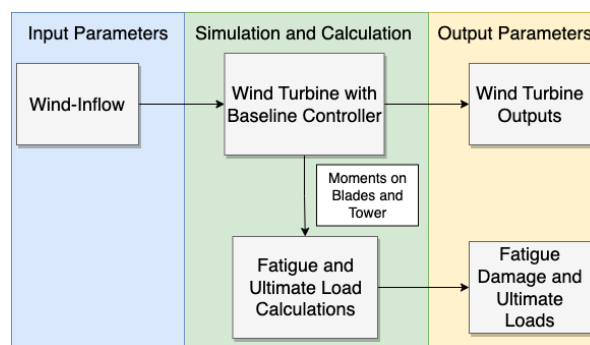 Input Parameters
Simulation and Calculation
Output Parameters
Wind-Inflow
Wind Turbine with
Baseline Controller
Wind Turbine
Outputs
Moments on
Blades and
Tower
Fatigue and
Ultimate Load
Calculations
Fatigue
Damage and
Ultimate
Loads